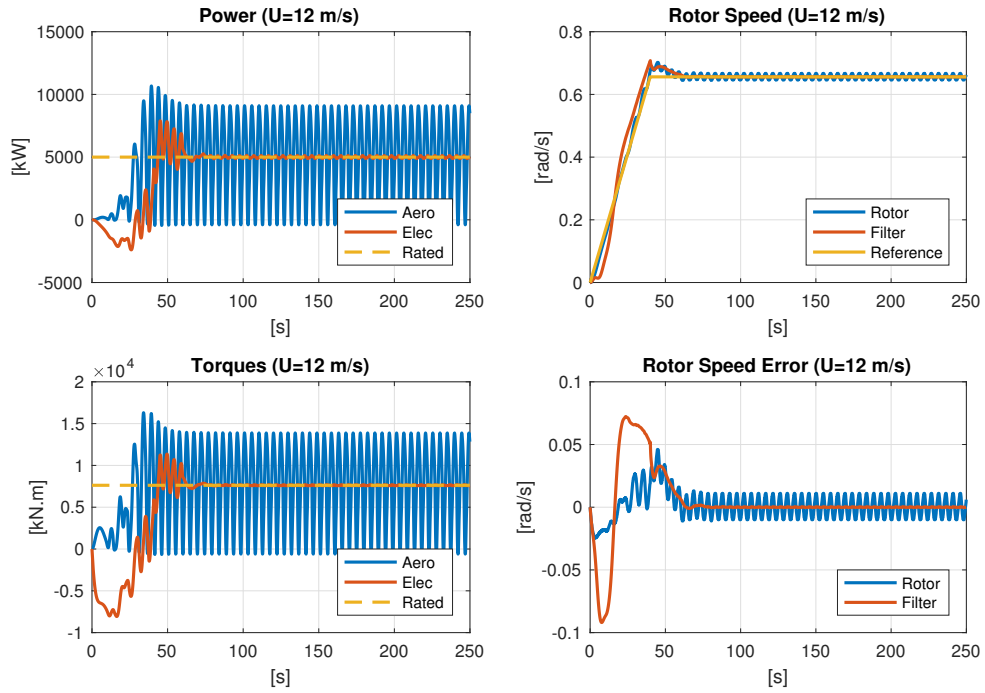 Power (U=12 m/s)
15000
10000
5000
0
-5000
[kW]
0 50 100 150 200 250
[s]
Aero
Elec
Rated
Rotor Speed (U=12 m/s)
0.8
0.6
0.4
0.2
0
[rad/s]
0 50 100 150 200 250
[s]
Rotor
Filter
Reference
Torques (U=12 m/s)
× 10^4
2
1.5
1
0.5
0
-0.5
-1
[kN.m]
0 50 100 150 200 250
[s]
Aero
Elec
Rated
Rotor Speed Error (U=12 m/s)
0.1
0.05
0
-0.05
-0.1
[rad/s]
0 50 100 150 200 250
[s]
Rotor
Filter